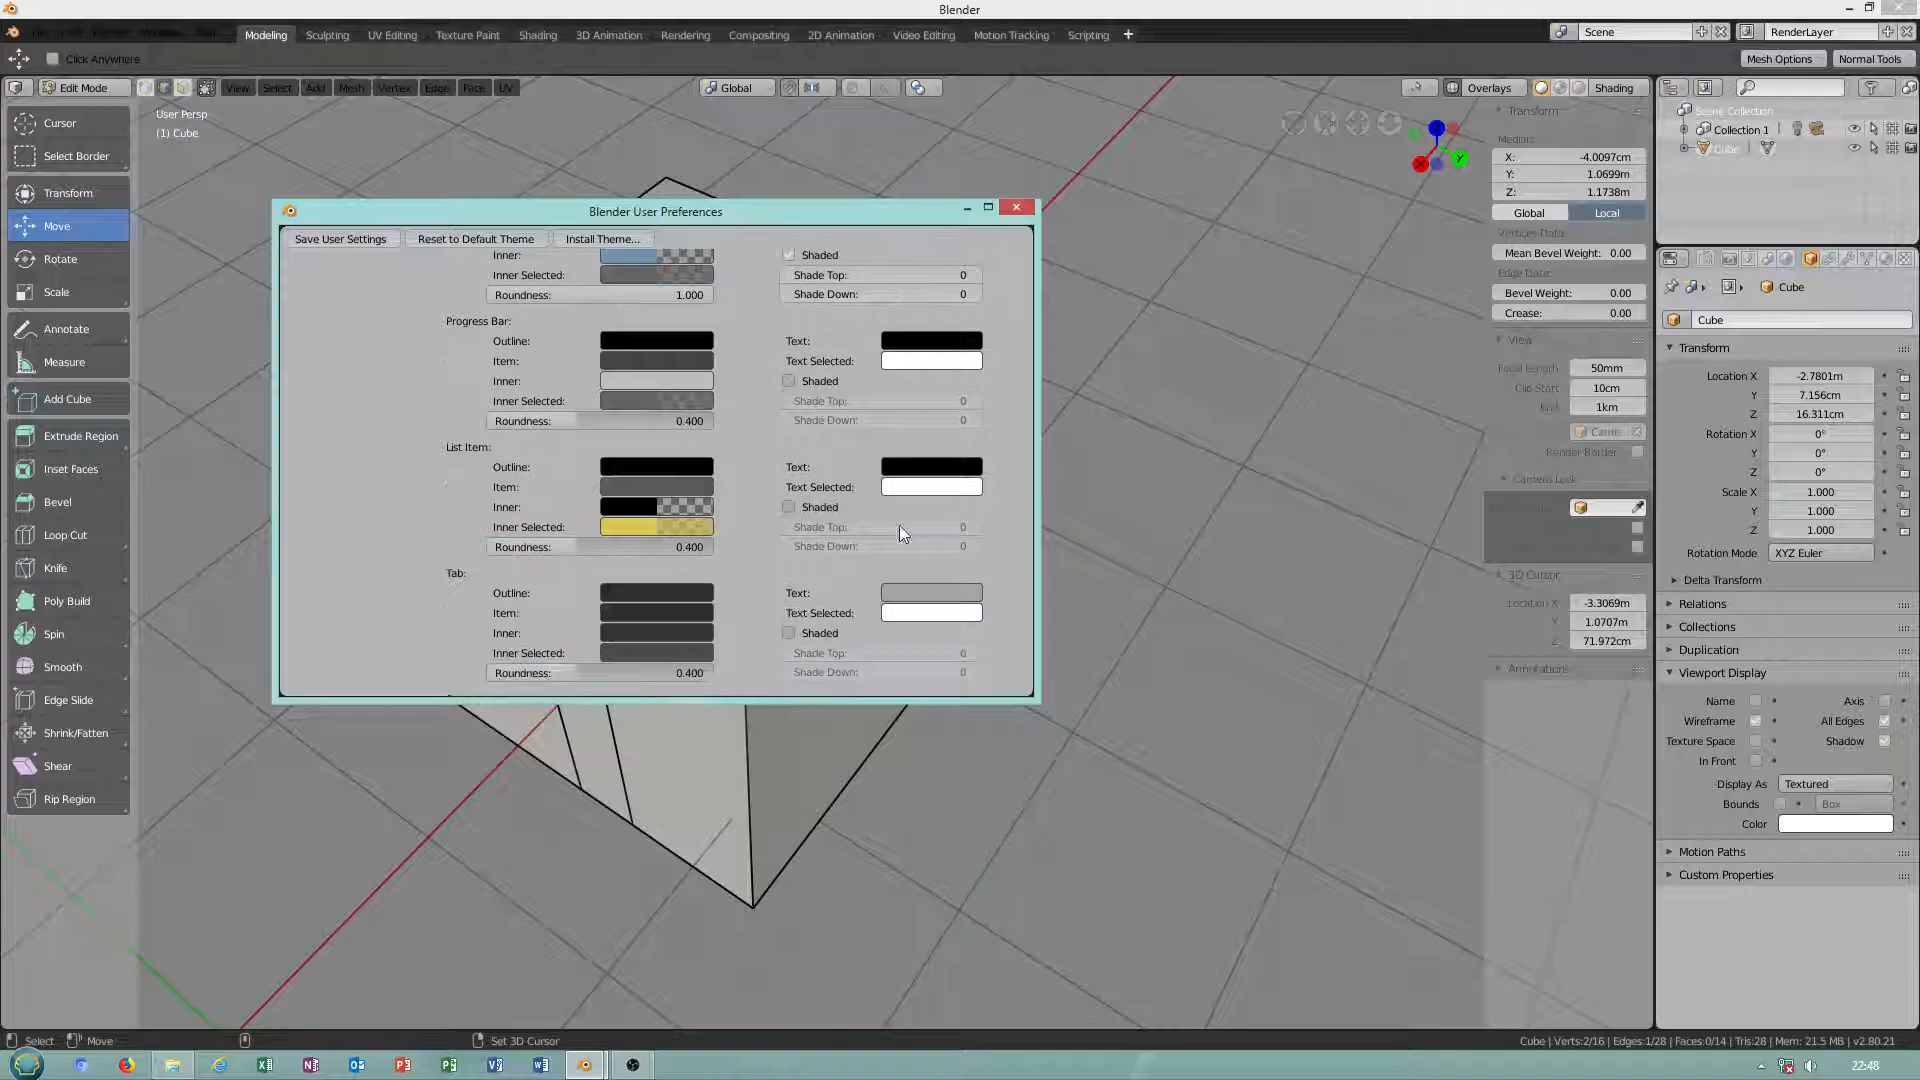 Blender
Modeling Sculpting UV Editing Texture Paint Shading 3D Animation Rendering Compositing 2D Animation Video Editing Motion Tracking Scripting +
Scene RenderLayer
Click Anywhere
Mesh Options Normal Tools
Edit Mode View Select Add Mesh Vertex Edge Face UV Global Overlays Shading
User Persp
(1) Cube
Cursor
Select Border
Transform
Move
Rotate
Scale
Annotate
Measure
Add Cube
Extrude Region
Inset Faces
Bevel
Loop Cut
Knife
Poly Build
Spin
Smooth
Edge Slide
Shrink/Fatten
Shear
Rip Region
Blender User Preferences
Save User Settings Reset to Default Theme Install Theme...
Inner: Shaded
Inner Selected: Shade Top: 0
Roundness: 1.000 Shade Down: 0
Progress Bar:
Outline: Text:
Item: Text Selected:
Inner: Shaded
Inner Selected: Shade Top: 0
Roundness: 0.400 Shade Down: 0
List Item:
Outline: Text:
Item: Text Selected:
Inner: Shaded
Inner Selected: Shade Top: 0
Roundness: 0.400 Shade Down: 0
Tab:
Outline: Text:
Item: Text Selected:
Inner: Shaded
Inner Selected: Shade Top: 0
Roundness: 0.400 Shade Down: 0
Z
X Y
Transform
Median:
X: -4.0097cm
Y: 1.0699m
Z: 1.1738m
Global Local
Vertices Data:
Mean Bevel Weight: 0.00
Edge Data:
Bevel Weight: 0.00
Crease: 0.00
View
Focal Length 50mm
Clip Start 10cm
End 1km
Render Border
Camera Lock
3D Cursor
Location X -3.3069m
Y 1.0707m
Z 71.972cm
Annotations
Scene Collection
Collection 1
Cube
Cube
Cube
Transform
Location X -2.7801m
Y 7.156cm
Z 16.311cm
Rotation X 0°
Y 0°
Z 0°
Scale X 1.000
Y 1.000
Z 1.000
Rotation Mode XYZ Euler
Delta Transform
Relations
Collections
Duplication
Viewport Display
Name Axis
Wireframe All Edges
Texture Space Shadow
In Front
Display As Textured
Bounds Box
Color
Motion Paths
Custom Properties
Select Move Set 3D Cursor Cube | Verts:2/16 | Edges:1/28 | Faces:0/14 | Tris:28 | Mem: 21.5 MB | v2.80.21
22:48